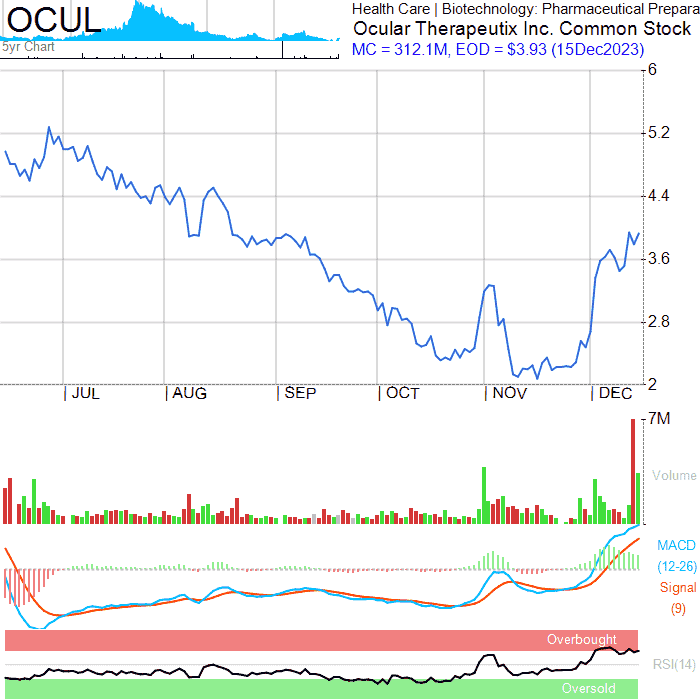 OCUL
Health Care | Biotechnology: Pharmaceutical Prepara
Ocular Therapeutix Inc. Common Stock
5yr Chart
MC = 312.1M, EOD = $3.93 (15Dec2023)
6
5.2
4.4
3.6
2.8
2
JUL AUG SEP OCT NOV DEC
7M
Volume
MACD
(12-26)
Signal
(9)
Overbought
RSI(14)
Oversold